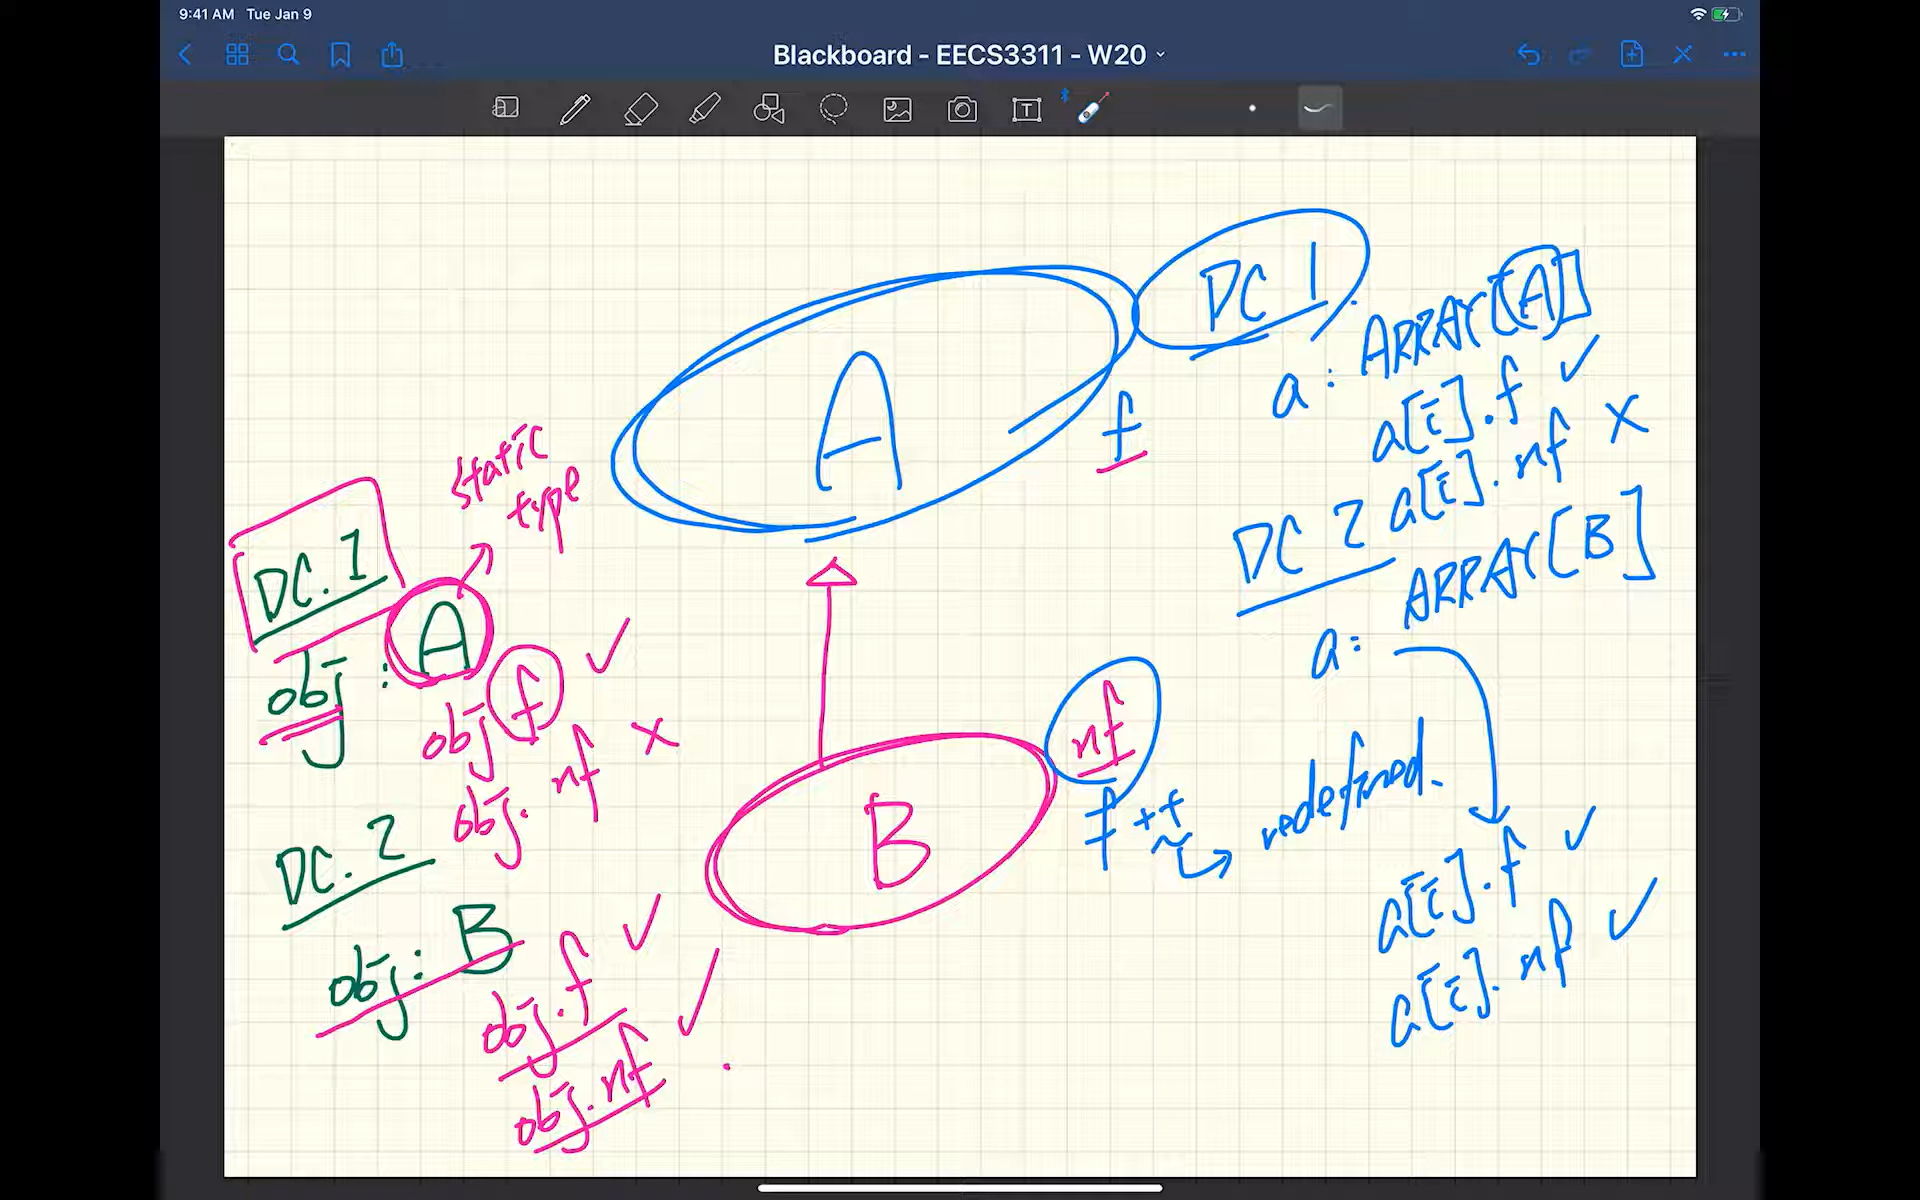 9:41 AM Tue Jan 9
Blackboard - EECS3311 - W20
T
A
f
DC 1
a : ARRAY[A]
a[i].f ✓
a[i].nf ×
DC 2
a: ARRAY[B]
a[i].f ✓
a[i].nf ✓
static
type
DC.1
obj : A
obj f ✓
obj. nf ×
DC. 2
obj: B
obj.f ✓
obj.nf ✓
B
nf
f ++ redefined.